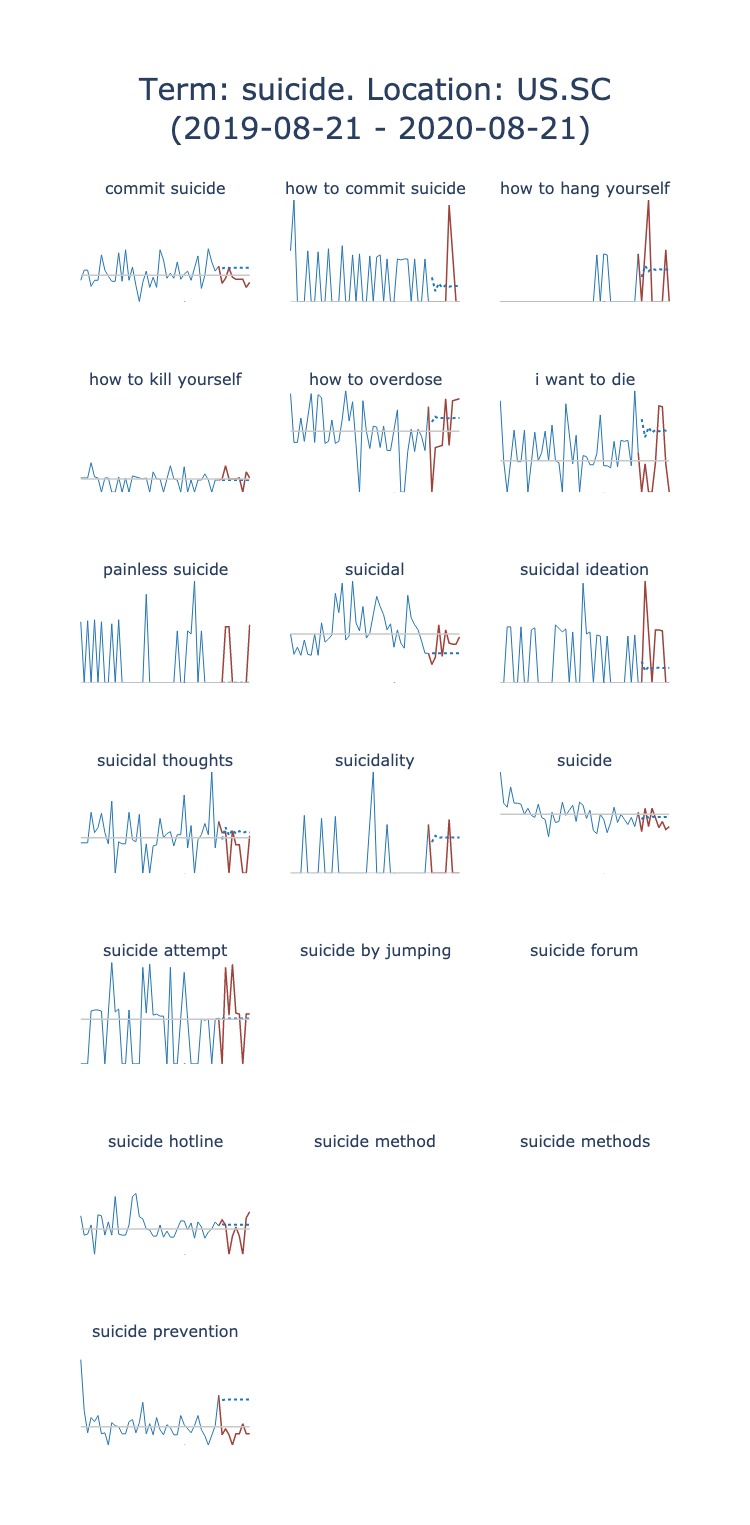 Term: suicide. Location: US.SC
(2019-08-21 - 2020-08-21)
commit suicide
how to commit suicide
how to hang yourself
how to kill yourself
how to overdose
i want to die
painless suicide
suicidal
suicidal ideation
suicidal thoughts
suicidality
suicide
suicide attempt
suicide by jumping
suicide forum
suicide hotline
suicide method
suicide methods
suicide prevention